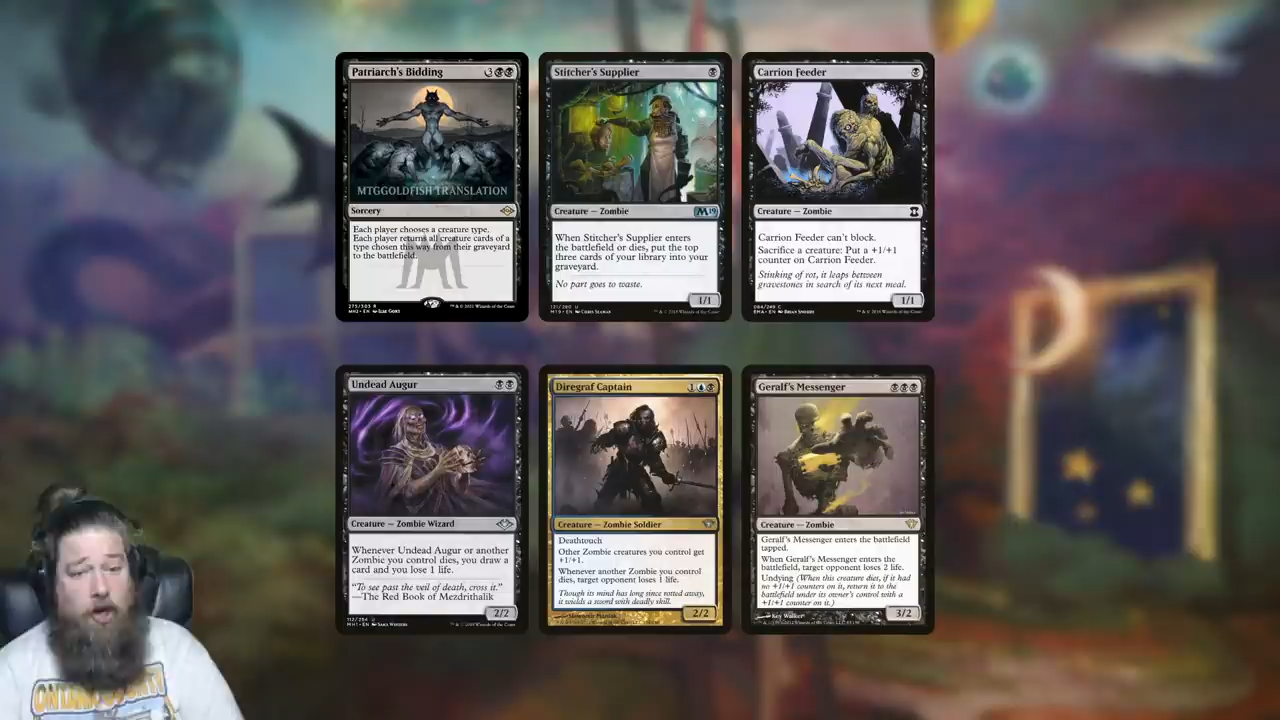 Patriarch's Bidding
MTGGOLDFISH TRANSLATION
Sorcery
Each player chooses a creature type.
Each player returns all creature cards of a
type chosen this way from their graveyard
to the battlefield.
Stitcher's Supplier
Creature — Zombie
M19
When Stitcher's Supplier enters
the battlefield or dies, put the top
three cards of your library into your
graveyard.
No part goes to waste.
1/1
Carrion Feeder
Creature — Zombie
Carrion Feeder can't block.
Sacrifice a creature: Put a +1/+1
counter on Carrion Feeder.
Stinking of rot, it leaps between
gravestones in search of its next meal.
1/1
Undead Augur
Creature — Zombie Wizard
Whenever Undead Augur or another
Zombie you control dies, you draw a
card and you lose 1 life.
“To see past the veil of death, cross it.”
—The Red Book of Mezdrithalik
2/2
Diregraf Captain
1
Creature — Zombie Soldier
Deathtouch
Other Zombie creatures you control get
+1/+1.
Whenever another Zombie you control
dies, target opponent loses 1 life.
Though its mind has long since rotted away,
it wields a sword with deadly skill.
2/2
Geralf's Messenger
Creature — Zombie
Geralf's Messenger enters the battlefield
tapped.
When Geralf's Messenger enters the
battlefield, target opponent loses 2 life.
Undying (When this creature dies, if it had
no +1/+1 counters on it, return it to the
battlefield under its owner's control with a
+1/+1 counter on it.)
3/2